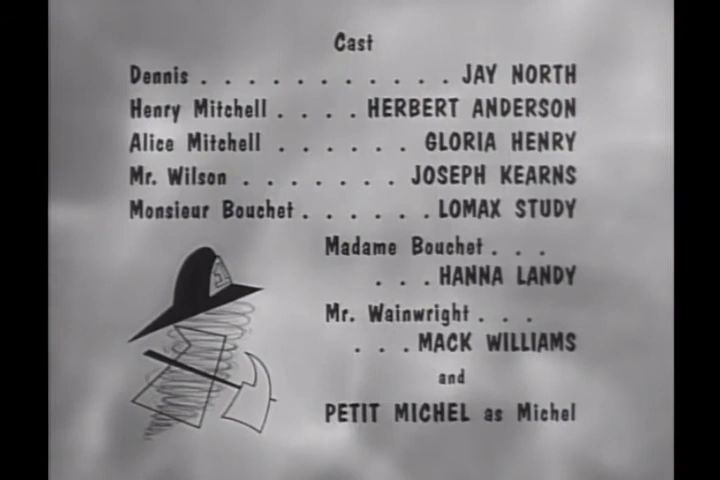 Cast
Dennis . . . . . . . . . . . . JAY NORTH
Henry Mitchell . . . . HERBERT ANDERSON
Alice Mitchell . . . . . . GLORIA HENRY
Mr. Wilson . . . . . . . JOSEPH KEARNS
Monsieur Bouchet . . . . . . LOMAX STUDY
Madame Bouchet . . .
. . . HANNA LANDY
Mr. Wainwright . . .
. . . MACK WILLIAMS
and
PETIT MICHEL as Michel